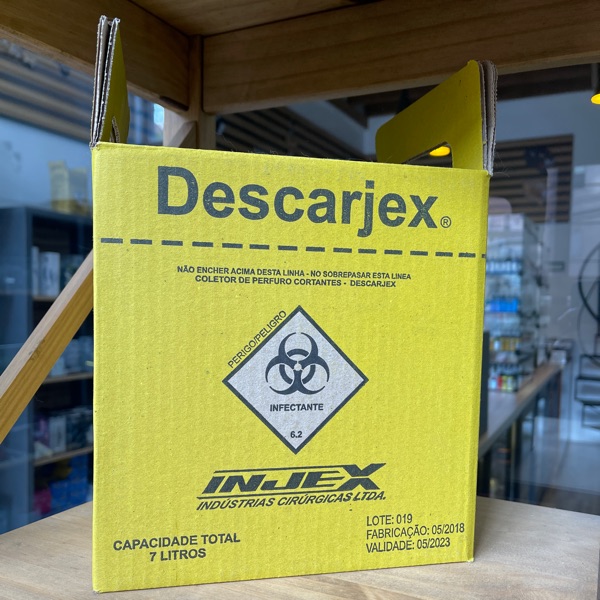 Descarjex®
NÃO ENCHER ACIMA DESTA LINHA - NO SOBREPASAR ESTA LINEA
COLETOR DE PERFURO CORTANTES - DESCARJEX
PERIGO/PELIGRO
INFECTANTE
6.2
INJEX
INDÚSTRIAS CIRÚRGICAS LTDA.
CAPACIDADE TOTAL
7 LITROS
LOTE: 019
FABRICAÇÃO: 05/2018
VALIDADE: 05/2023